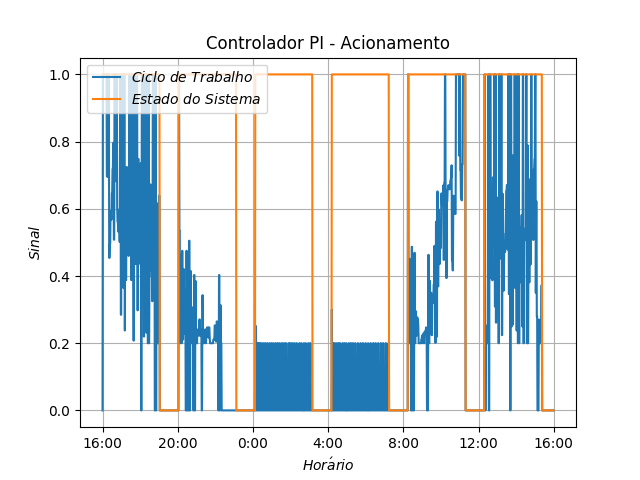 Controlador PI - Acionamento
Ciclo de Trabalho
Estado do Sistema
Sinal
1.0
0.8
0.6
0.4
0.2
0.0
16:00 20:00 0:00 4:00 8:00 12:00 16:00
Horário